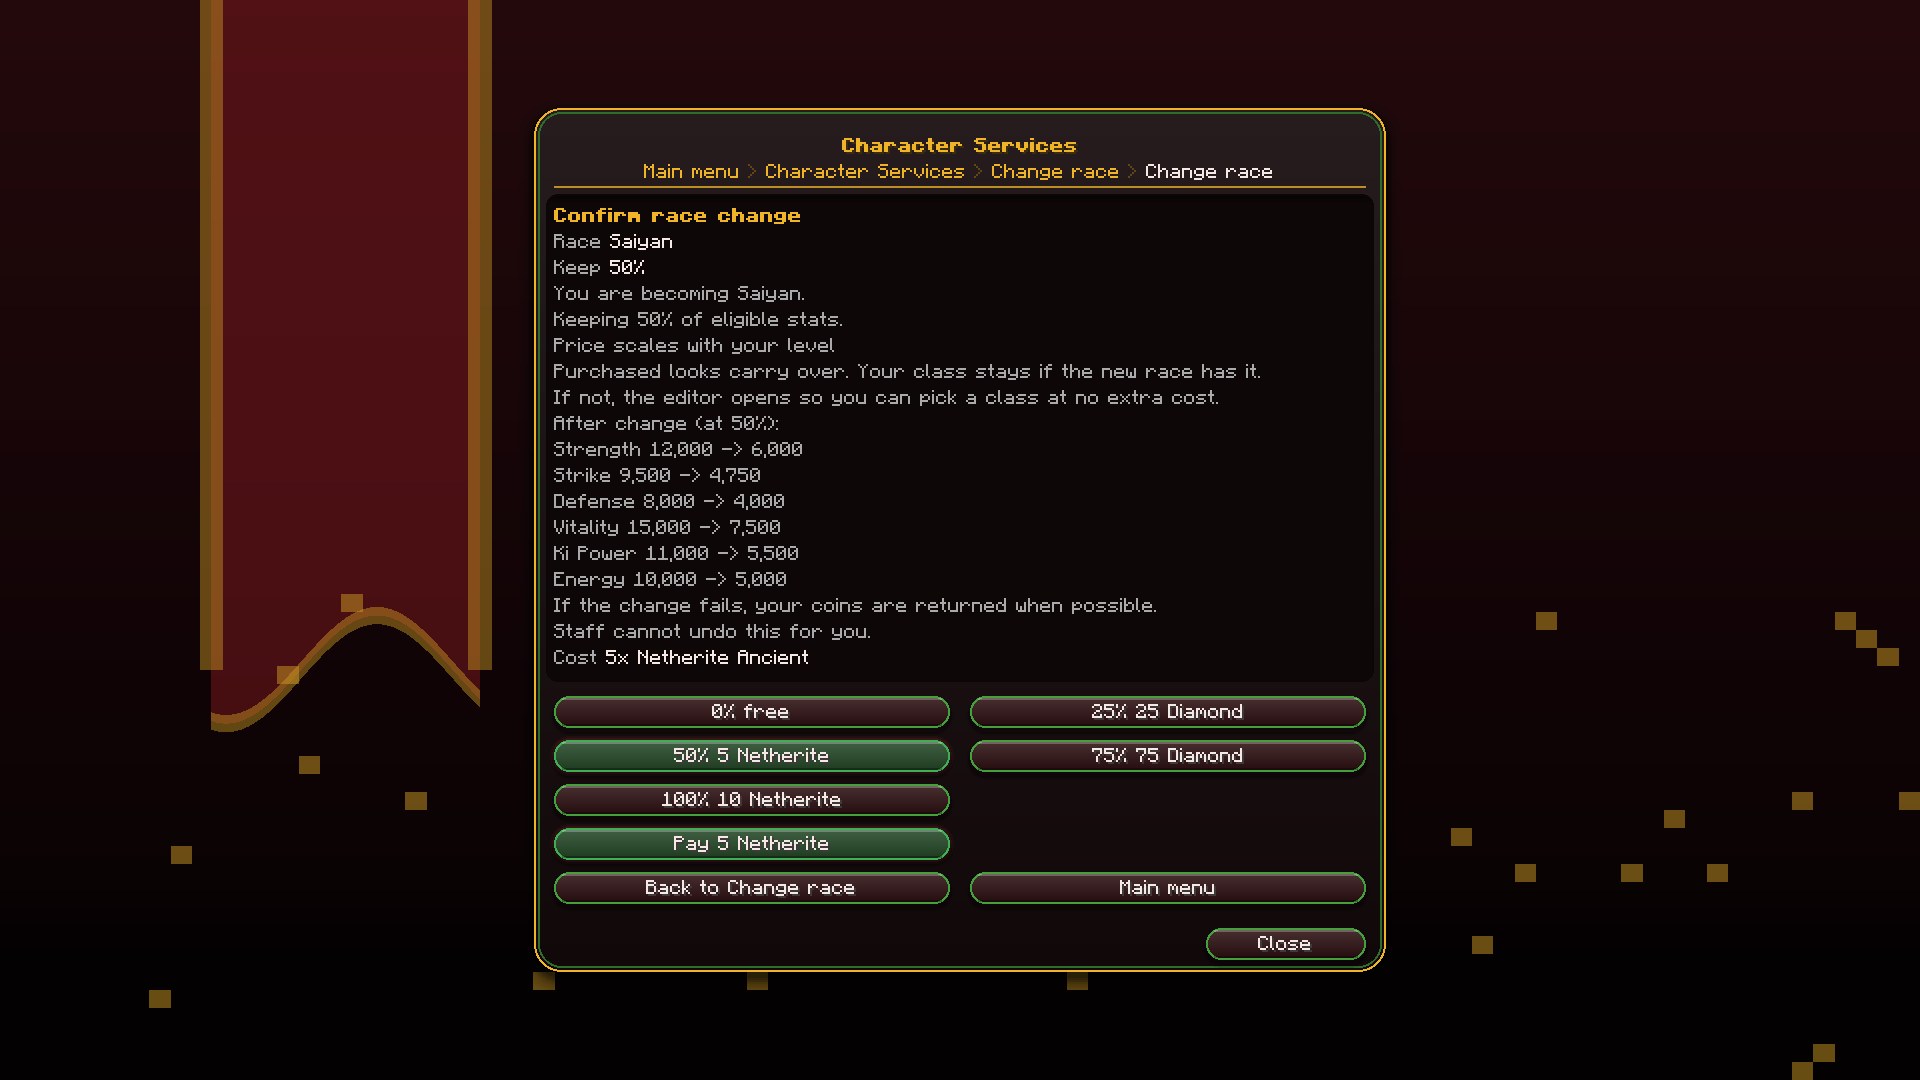 Character Services
Main menu > Character Services > Change race > Change race
Confirm race change
Race Saiyan
Keep 50%
You are becoming Saiyan.
Keeping 50% of eligible stats.
Price scales with your level
Purchased looks carry over. Your class stays if the new race has it.
If not, the editor opens so you can pick a class at no extra cost.
After change (at 50%):
Strength 12,000 -> 6,000
Strike 9,500 -> 4,750
Defense 8,000 -> 4,000
Vitality 15,000 -> 7,500
Ki Power 11,000 -> 5,500
Energy 10,000 -> 5,000
If the change fails, your coins are returned when possible.
Staff cannot undo this for you.
Cost 5x Netherite Ancient
0% free
25% 25 Diamond
50% 5 Netherite
75% 75 Diamond
100% 10 Netherite
Pay 5 Netherite
Back to Change race
Main menu
Close